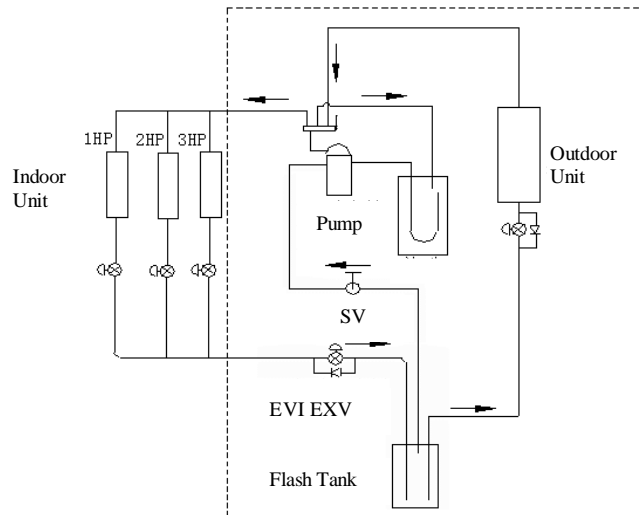 1HP
2HP
3HP
Indoor
Unit
Outdoor
Unit
Pump
SV
EVI EXV
Flash Tank